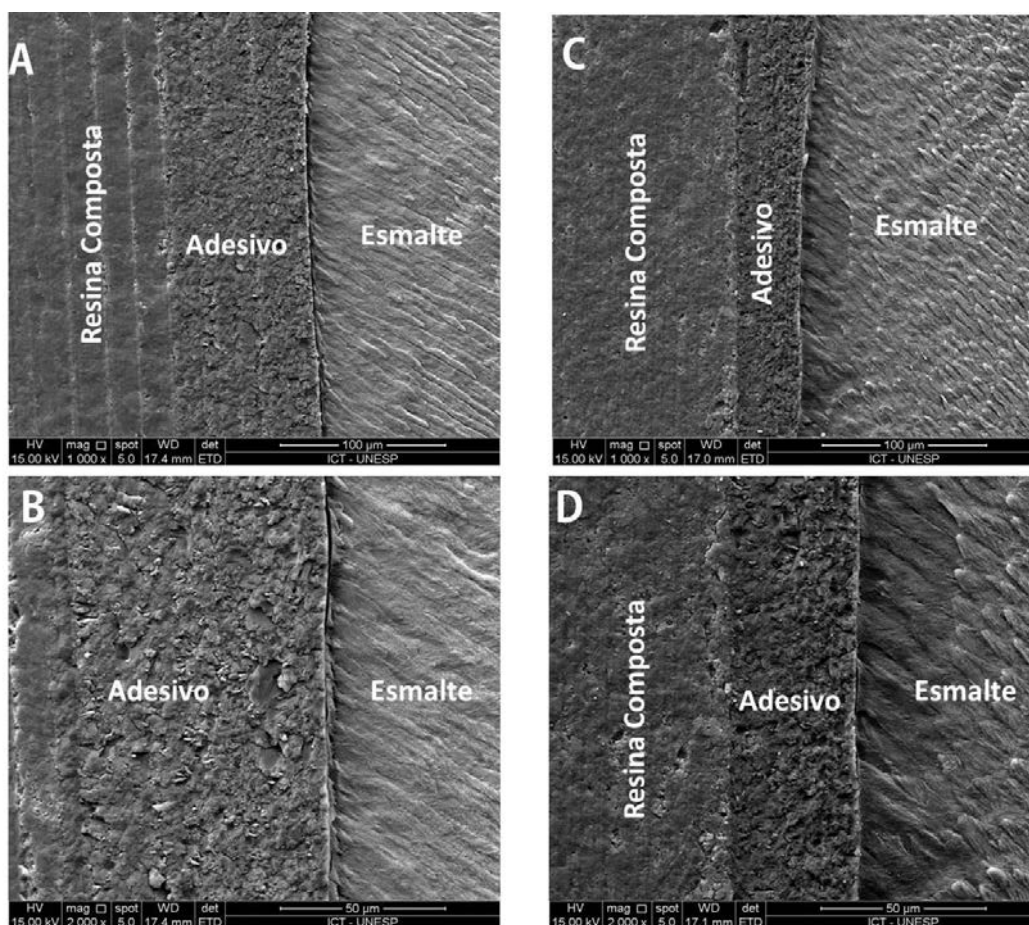 A
Resina Composta
Adesivo
Esmalte
HV mag □ spot WD det
15.00 kV 1 000 x 5.0 17.4 mm ETD
100 µm
ICT - UNESP
C
Resina Composta
Adesivo
Esmalte
HV mag □ spot WD det
15.00 kV 1 000 x 5.0 17.0 mm ETD
100 µm
ICT - UNESP
B
Adesivo
Esmalte
HV mag □ spot WD det
15.00 kV 2 000 x 5.0 17.4 mm ETD
50 µm
ICT - UNESP
D
Resina Composta
Adesivo
Esmalte
HV mag □ spot WD det
15.00 kV 2 000 x 5.0 17.1 mm ETD
50 µm
ICT - UNESP